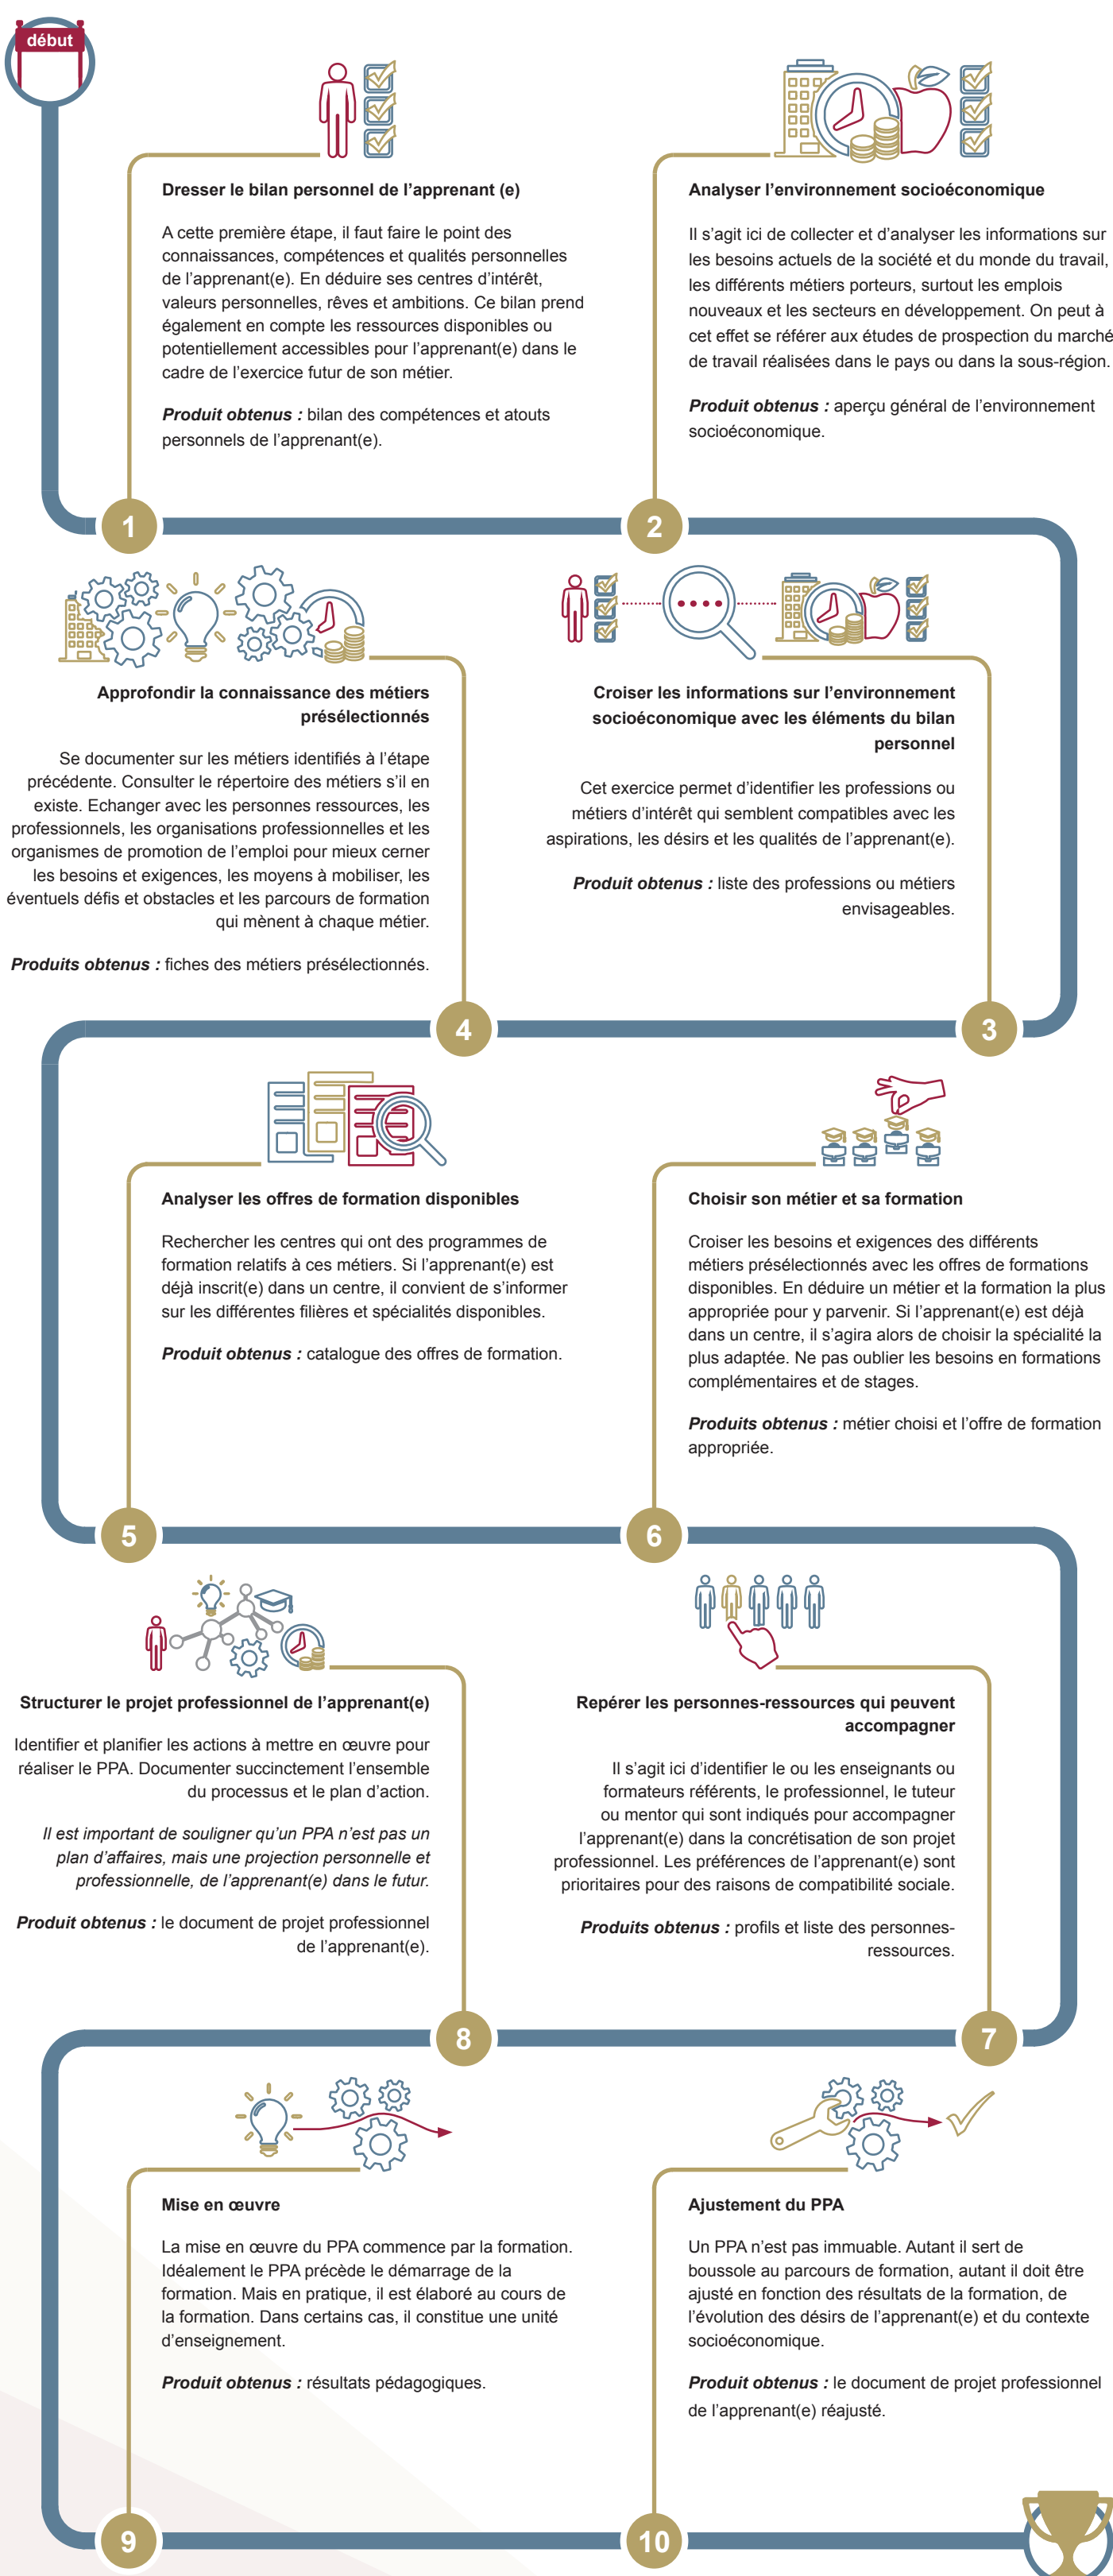 début
Dresser le bilan personnel de l’apprenant (e)
A cette première étape, il faut faire le point des
connaissances, compétences et qualités personnelles
de l’apprenant(e). En déduire ses centres d’intérêt,
valeurs personnelles, rêves et ambitions. Ce bilan prend
également en compte les ressources disponibles ou
potentiellement accessibles pour l’apprenant(e) dans le
cadre de l’exercice futur de son métier.
Produit obtenus : bilan des compétences et atouts
personnels de l’apprenant(e).
1
Analyser l’environnement socioéconomique
Il s’agit ici de collecter et d’analyser les informations sur
les besoins actuels de la société et du monde du travail,
les différents métiers porteurs, surtout les emplois
nouveaux et les secteurs en développement. On peut à
cet effet se référer aux études de prospection du marché
de travail réalisées dans le pays ou dans la sous-région.
Produit obtenus : aperçu général de l’environnement
socioéconomique.
2
Croiser les informations sur l’environnement
socioéconomique avec les éléments du bilan
personnel
Cet exercice permet d’identifier les professions ou
métiers d’intérêt qui semblent compatibles avec les
aspirations, les désirs et les qualités de l’apprenant(e).
Produit obtenus : liste des professions ou métiers
envisageables.
3
Approfondir la connaissance des métiers
présélectionnés
Se documenter sur les métiers identifiés à l’étape
précédente. Consulter le répertoire des métiers s’il en
existe. Echanger avec les personnes ressources, les
professionnels, les organisations professionnelles et les
organismes de promotion de l’emploi pour mieux cerner
les besoins et exigences, les moyens à mobiliser, les
éventuels défis et obstacles et les parcours de formation
qui mènent à chaque métier.
Produits obtenus : fiches des métiers présélectionnés.
4
Analyser les offres de formation disponibles
Rechercher les centres qui ont des programmes de
formation relatifs à ces métiers. Si l’apprenant(e) est
déjà inscrit(e) dans un centre, il convient de s’informer
sur les différentes filières et spécialités disponibles.
Produit obtenus : catalogue des offres de formation.
5
Choisir son métier et sa formation
Croiser les besoins et exigences des différents
métiers présélectionnés avec les offres de formations
disponibles. En déduire un métier et la formation la plus
appropriée pour y parvenir. Si l’apprenant(e) est déjà
dans un centre, il s’agira alors de choisir la spécialité la
plus adaptée. Ne pas oublier les besoins en formations
complémentaires et de stages.
Produits obtenus : métier choisi et l’offre de formation
appropriée.
6
Repérer les personnes-ressources qui peuvent
accompagner
Il s’agit ici d’identifier le ou les enseignants ou
formateurs référents, le professionnel, le tuteur
ou mentor qui sont indiqués pour accompagner
l’apprenant(e) dans la concrétisation de son projet
professionnel. Les préférences de l’apprenant(e) sont
prioritaires pour des raisons de compatibilité sociale.
Produits obtenus : profils et liste des personnes-
ressources.
7
Structurer le projet professionnel de l’apprenant(e)
Identifier et planifier les actions à mettre en œuvre pour
réaliser le PPA. Documenter succinctement l’ensemble
du processus et le plan d’action.
Il est important de souligner qu’un PPA n’est pas un
plan d’affaires, mais une projection personnelle et
professionnelle, de l’apprenant(e) dans le futur.
Produit obtenus : le document de projet professionnel
de l’apprenant(e).
8
Mise en œuvre
La mise en œuvre du PPA commence par la formation.
Idéalement le PPA précède le démarrage de la
formation. Mais en pratique, il est élaboré au cours de
la formation. Dans certains cas, il constitue une unité
d’enseignement.
Produit obtenus : résultats pédagogiques.
9
Ajustement du PPA
Un PPA n’est pas immuable. Autant il sert de
boussole au parcours de formation, autant il doit être
ajusté en fonction des résultats de la formation, de
l’évolution des désirs de l’apprenant(e) et du contexte
socioéconomique.
Produit obtenus : le document de projet professionnel
de l’apprenant(e) réajusté.
10